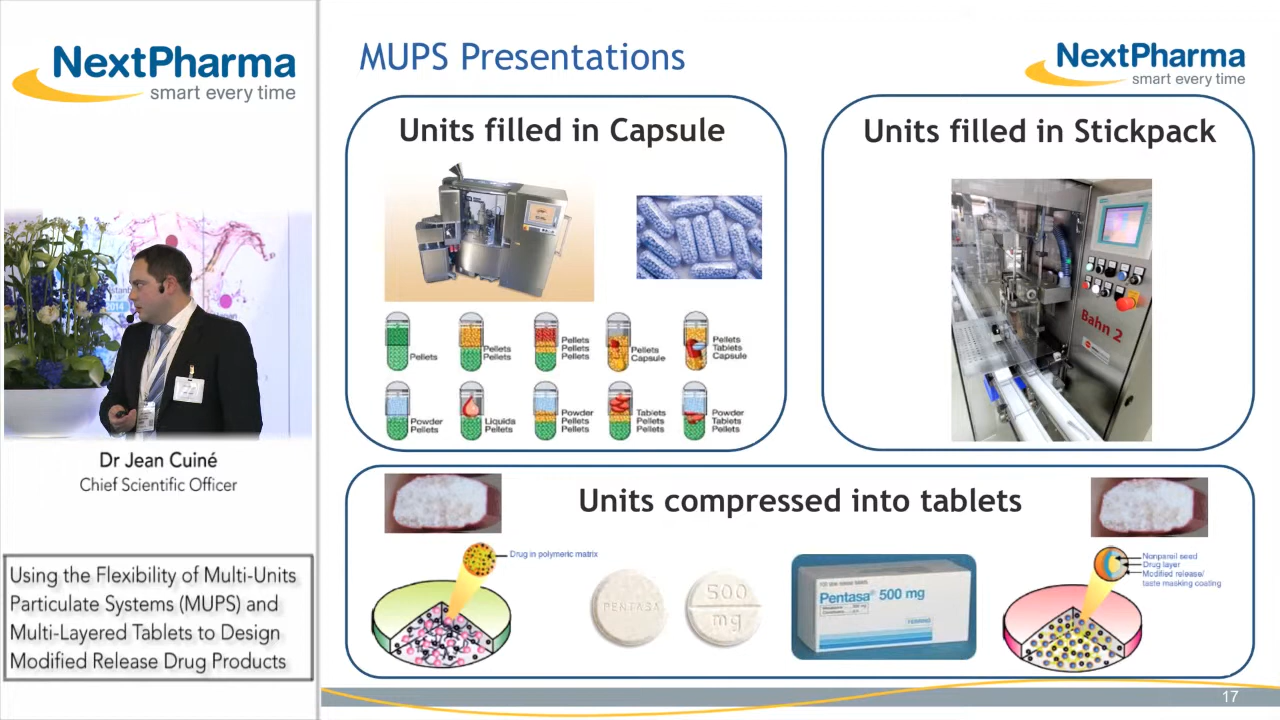 NextPharma
smart every time
Dr Jean Cuiné
Chief Scientific Officer
Using the Flexibility of Multi-Units
Particulate Systems (MUPS) and
Multi-Layered Tablets to Design
Modified Release Drug Products
MUPS Presentations
NextPharma
smart every time
Units filled in Capsule
Pellets
Pellets
Pellets
Pellets
Pellets
Pellets
Pellets
Capsule
Pellets
Tablets
Capsule
Powder
Pellets
Liquids
Pellets
Powder
Pellets
Pellets
Tablets
Pellets
Pellets
Powder
Tablets
Pellets
Units filled in Stickpack
Bahn 2
Units compressed into tablets
Drug in polymeric matrix
PENTASA
500
mg
Pentasa® 500 mg
FERRING
Nonpareil seed
Drug layer
Modified release/
taste masking coating
17